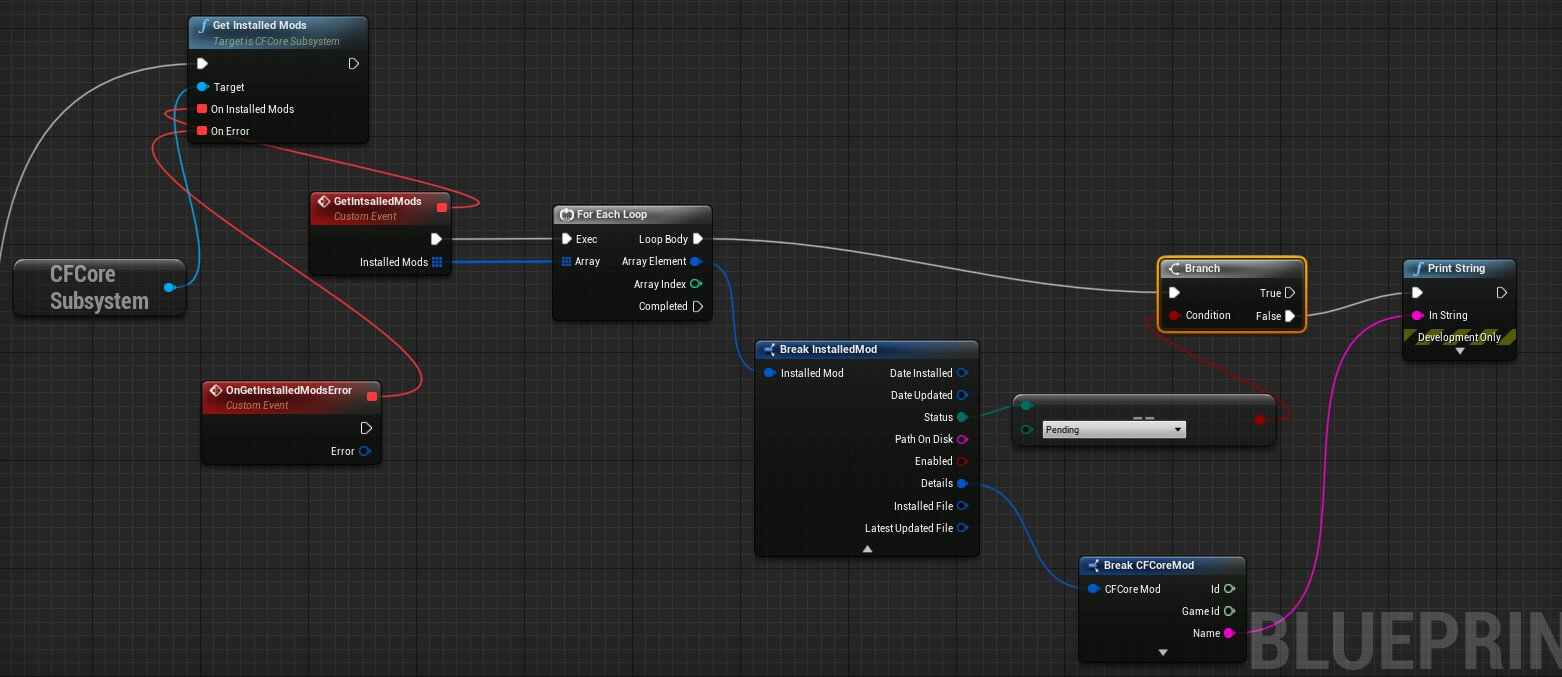 Get Installed Mods
Target is CFCore Subsystem
Target
On Installed Mods
On Error
GetIntsalledMods
Custom Event
Installed Mods
CFCore
Subsystem
OnGetInstalledModsError
Custom Event
Error
For Each Loop
Exec Loop Body
Array Array Element
Array Index
Completed
Break InstalledMod
Installed Mod Date Installed
Date Updated
Status
Path On Disk
Enabled
Details
Installed File
Latest Updated File
==
Pending
Branch
True
Condition False
Print String
In String
Development Only
Break CFCoreMod
CFCore Mod Id
Game Id
Name
BLUEPRIN